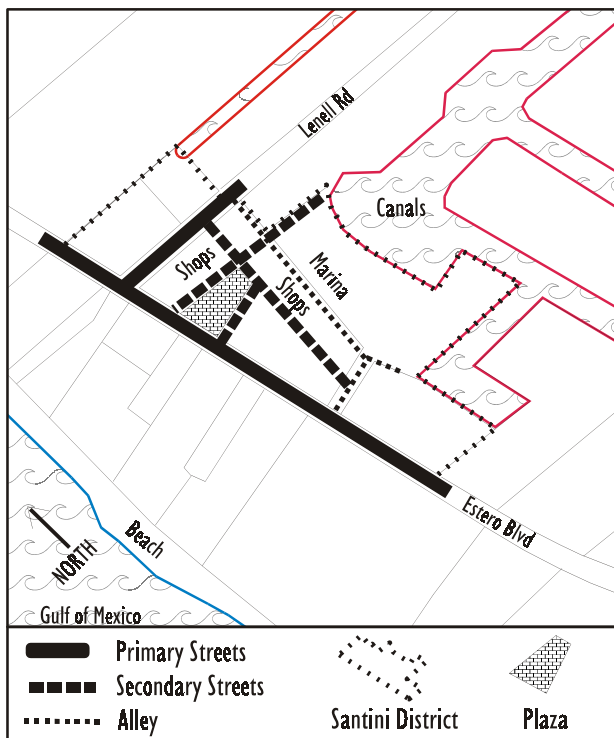 Lenell Rd
Canals
Shops
Marina
Shops
Estero Blvd
Beach
NORTH
Gulf of Mexico
Primary Streets
Secondary Streets
Alley
Santini District
Plaza